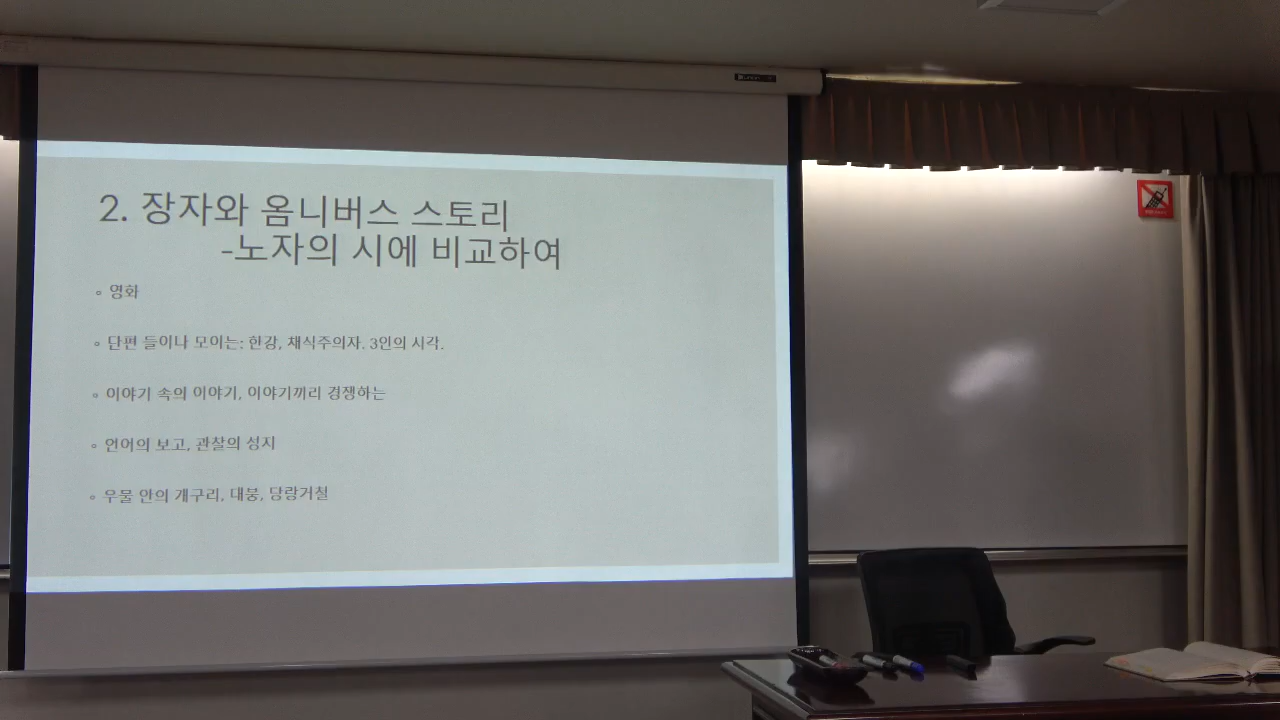 2. 장자와 옴니버스 스토리
-노자의 시에 비교하여
◦ 영화
◦ 단편 들이나 모이는: 한강, 채식주의자. 3인의 시각.
◦ 이야기 속의 이야기, 이야기끼리 경쟁하는
◦ 언어의 보고, 관찰의 성지
◦ 우물 안의 개구리, 대붕, 당랑거철